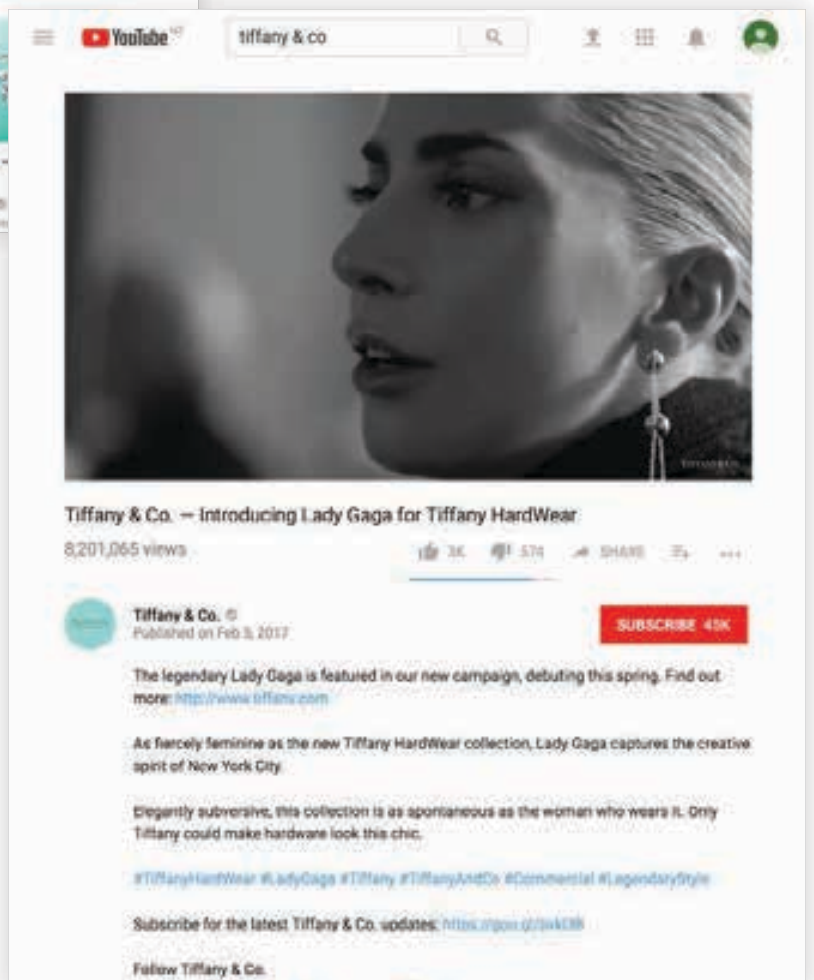 YouTube NZ
tiffany & co
Tiffany & Co. — Introducing Lady Gaga for Tiffany HardWear
8,201,065 views
3K 574 SHARE
Tiffany & Co.
Published on Feb 3, 2017
SUBSCRIBE 45K
The legendary Lady Gaga is featured in our new campaign, debuting this spring. Find out
more: http://www.tiffany.com
As fiercely feminine as the new Tiffany HardWear collection, Lady Gaga captures the creative
spirit of New York City.
Elegantly subversive, this collection is as spontaneous as the woman who wears it. Only
Tiffany could make hardware look this chic.
#TiffanyHardWear #LadyGaga #Tiffany #TiffanyAndCo #Commercial #LegendaryStyle
Subscribe for the latest Tiffany & Co. updates:
Follow Tiffany & Co.